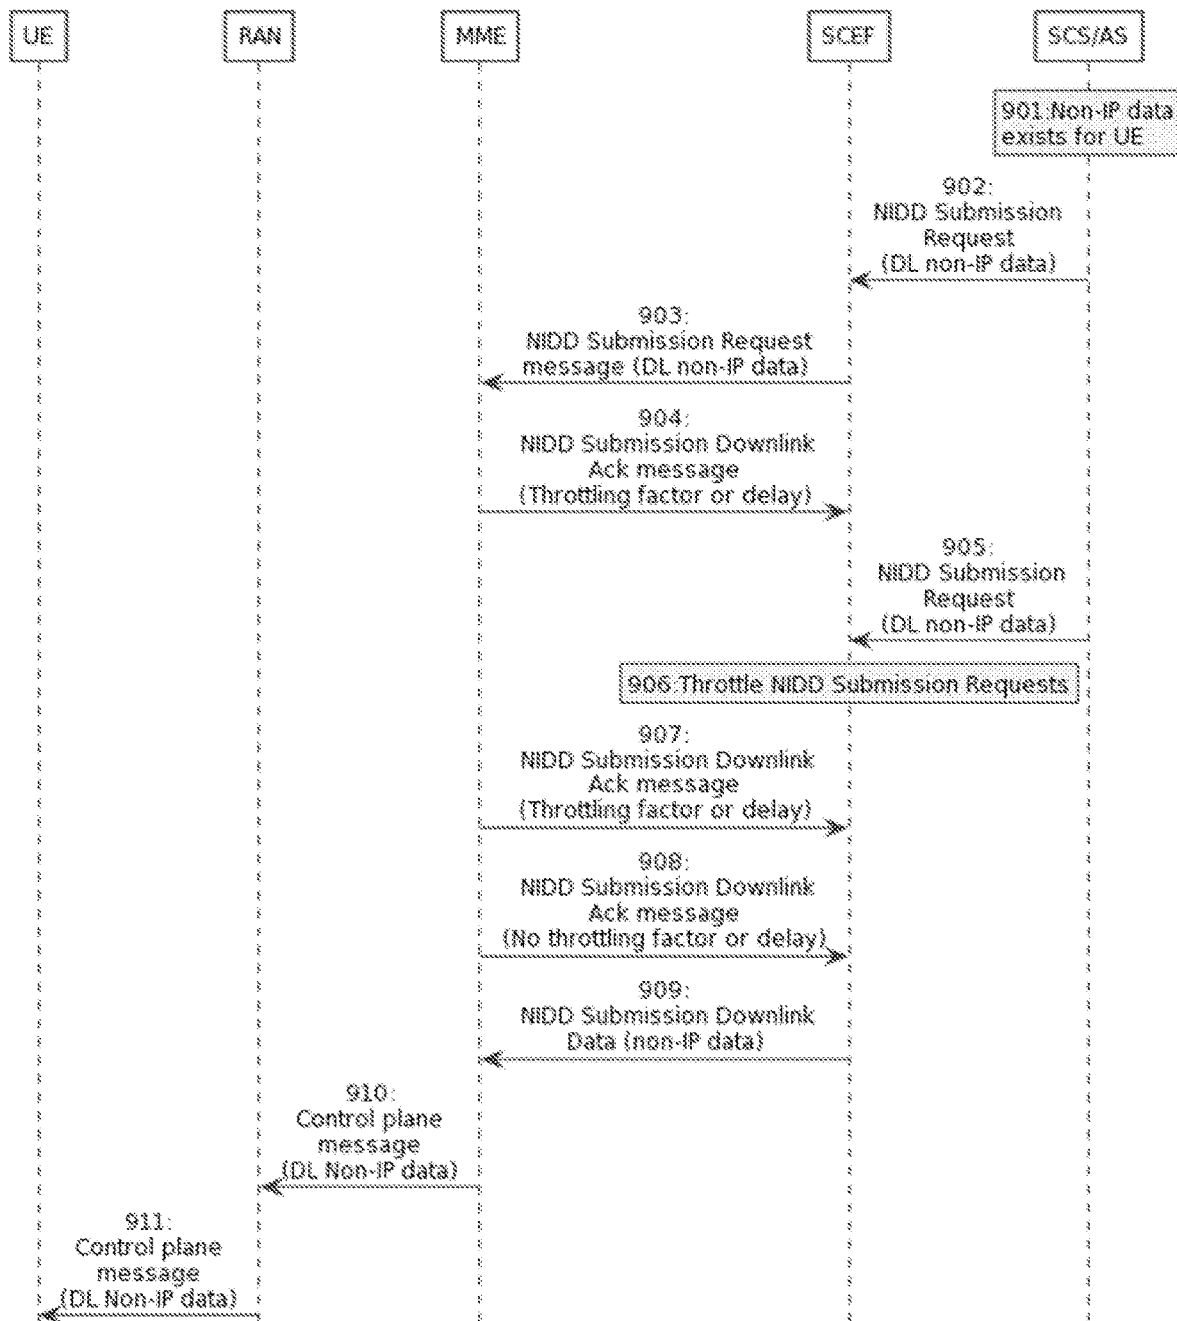 UE
RAN
MME
SCEF
SCS/AS
901:Non-IP data
exists for UE
902:
NIDD Submission
Request
(DL non-IP data)
903:
NIDD Submission Request
message (DL non-IP data)
904:
NIDD Submission Downlink
Ack message
(Throttling factor or delay)
905:
NIDD Submission
Request
(DL non-IP data)
906:Throttle NIDD Submission Requests
907:
NIDD Submission Downlink
Ack message
(Throttling factor or delay)
908:
NIDD Submission Downlink
Ack message
(No throttling factor or delay)
909:
NIDD Submission Downlink
Data (non-IP data)
910:
Control plane
message
(DL Non-IP data)
911:
Control plane
message
(DL Non-IP data)